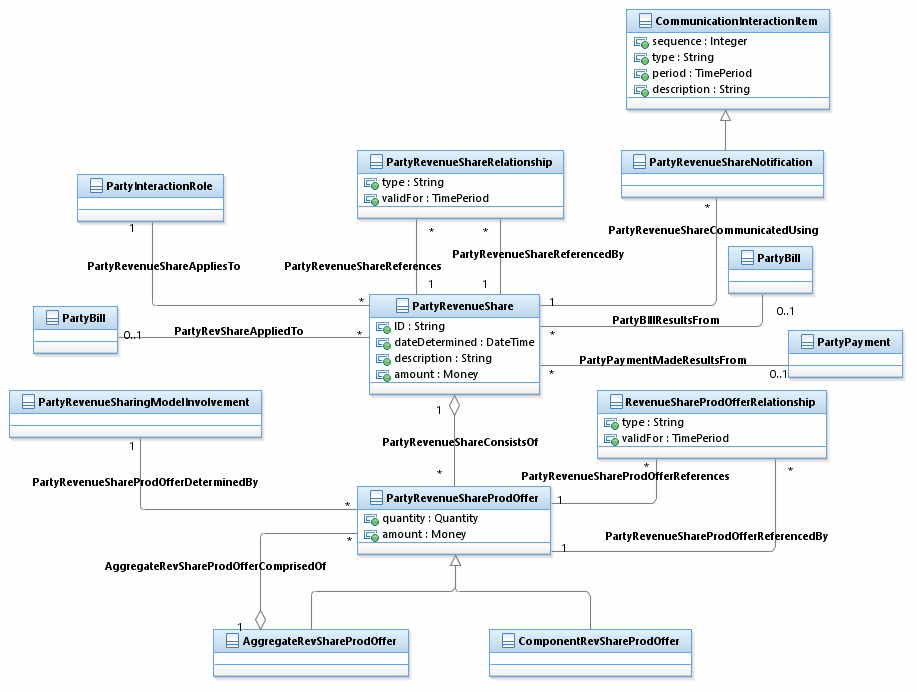 CommunicationInteractionItem
sequence : Integer
type : String
period : TimePeriod
description : String
PartyRevenueShareRelationship
type : String
validFor : TimePeriod
PartyRevenueShareNotification
PartyInteractionRole
1
*
*
*
PartyRevenueShareCommunicatedUsing
PartyRevenueShareAppliesTo
PartyRevenueShareReferences
PartyRevenueShareReferencedBy
PartyBill
1
1
*
1
PartyRevenueShare
ID : String
dateDetermined : DateTime
description : String
amount : Money
PartyBill
0..1
PartyRevShareAppliedTo
*
PartyBillResultsFrom
0..1
*
PartyPayment
PartyPaymentMadeResultsFrom
0..1
*
PartyRevenueSharingModelInvolvement
1
RevenueShareProdOfferRelationship
type : String
validFor : TimePeriod
1
PartyRevenueShareConsistsOf
*
*
*
PartyRevenueShareProdOfferReferences
PartyRevenueShareProdOfferDeterminedBy
*
PartyRevenueShareProdOffer
quantity : Quantity
amount : Money
1
*
1
PartyRevenueShareProdOfferReferencedBy
AggregateRevShareProdOfferComprisedOf
1
AggregateRevShareProdOffer
ComponentRevShareProdOffer